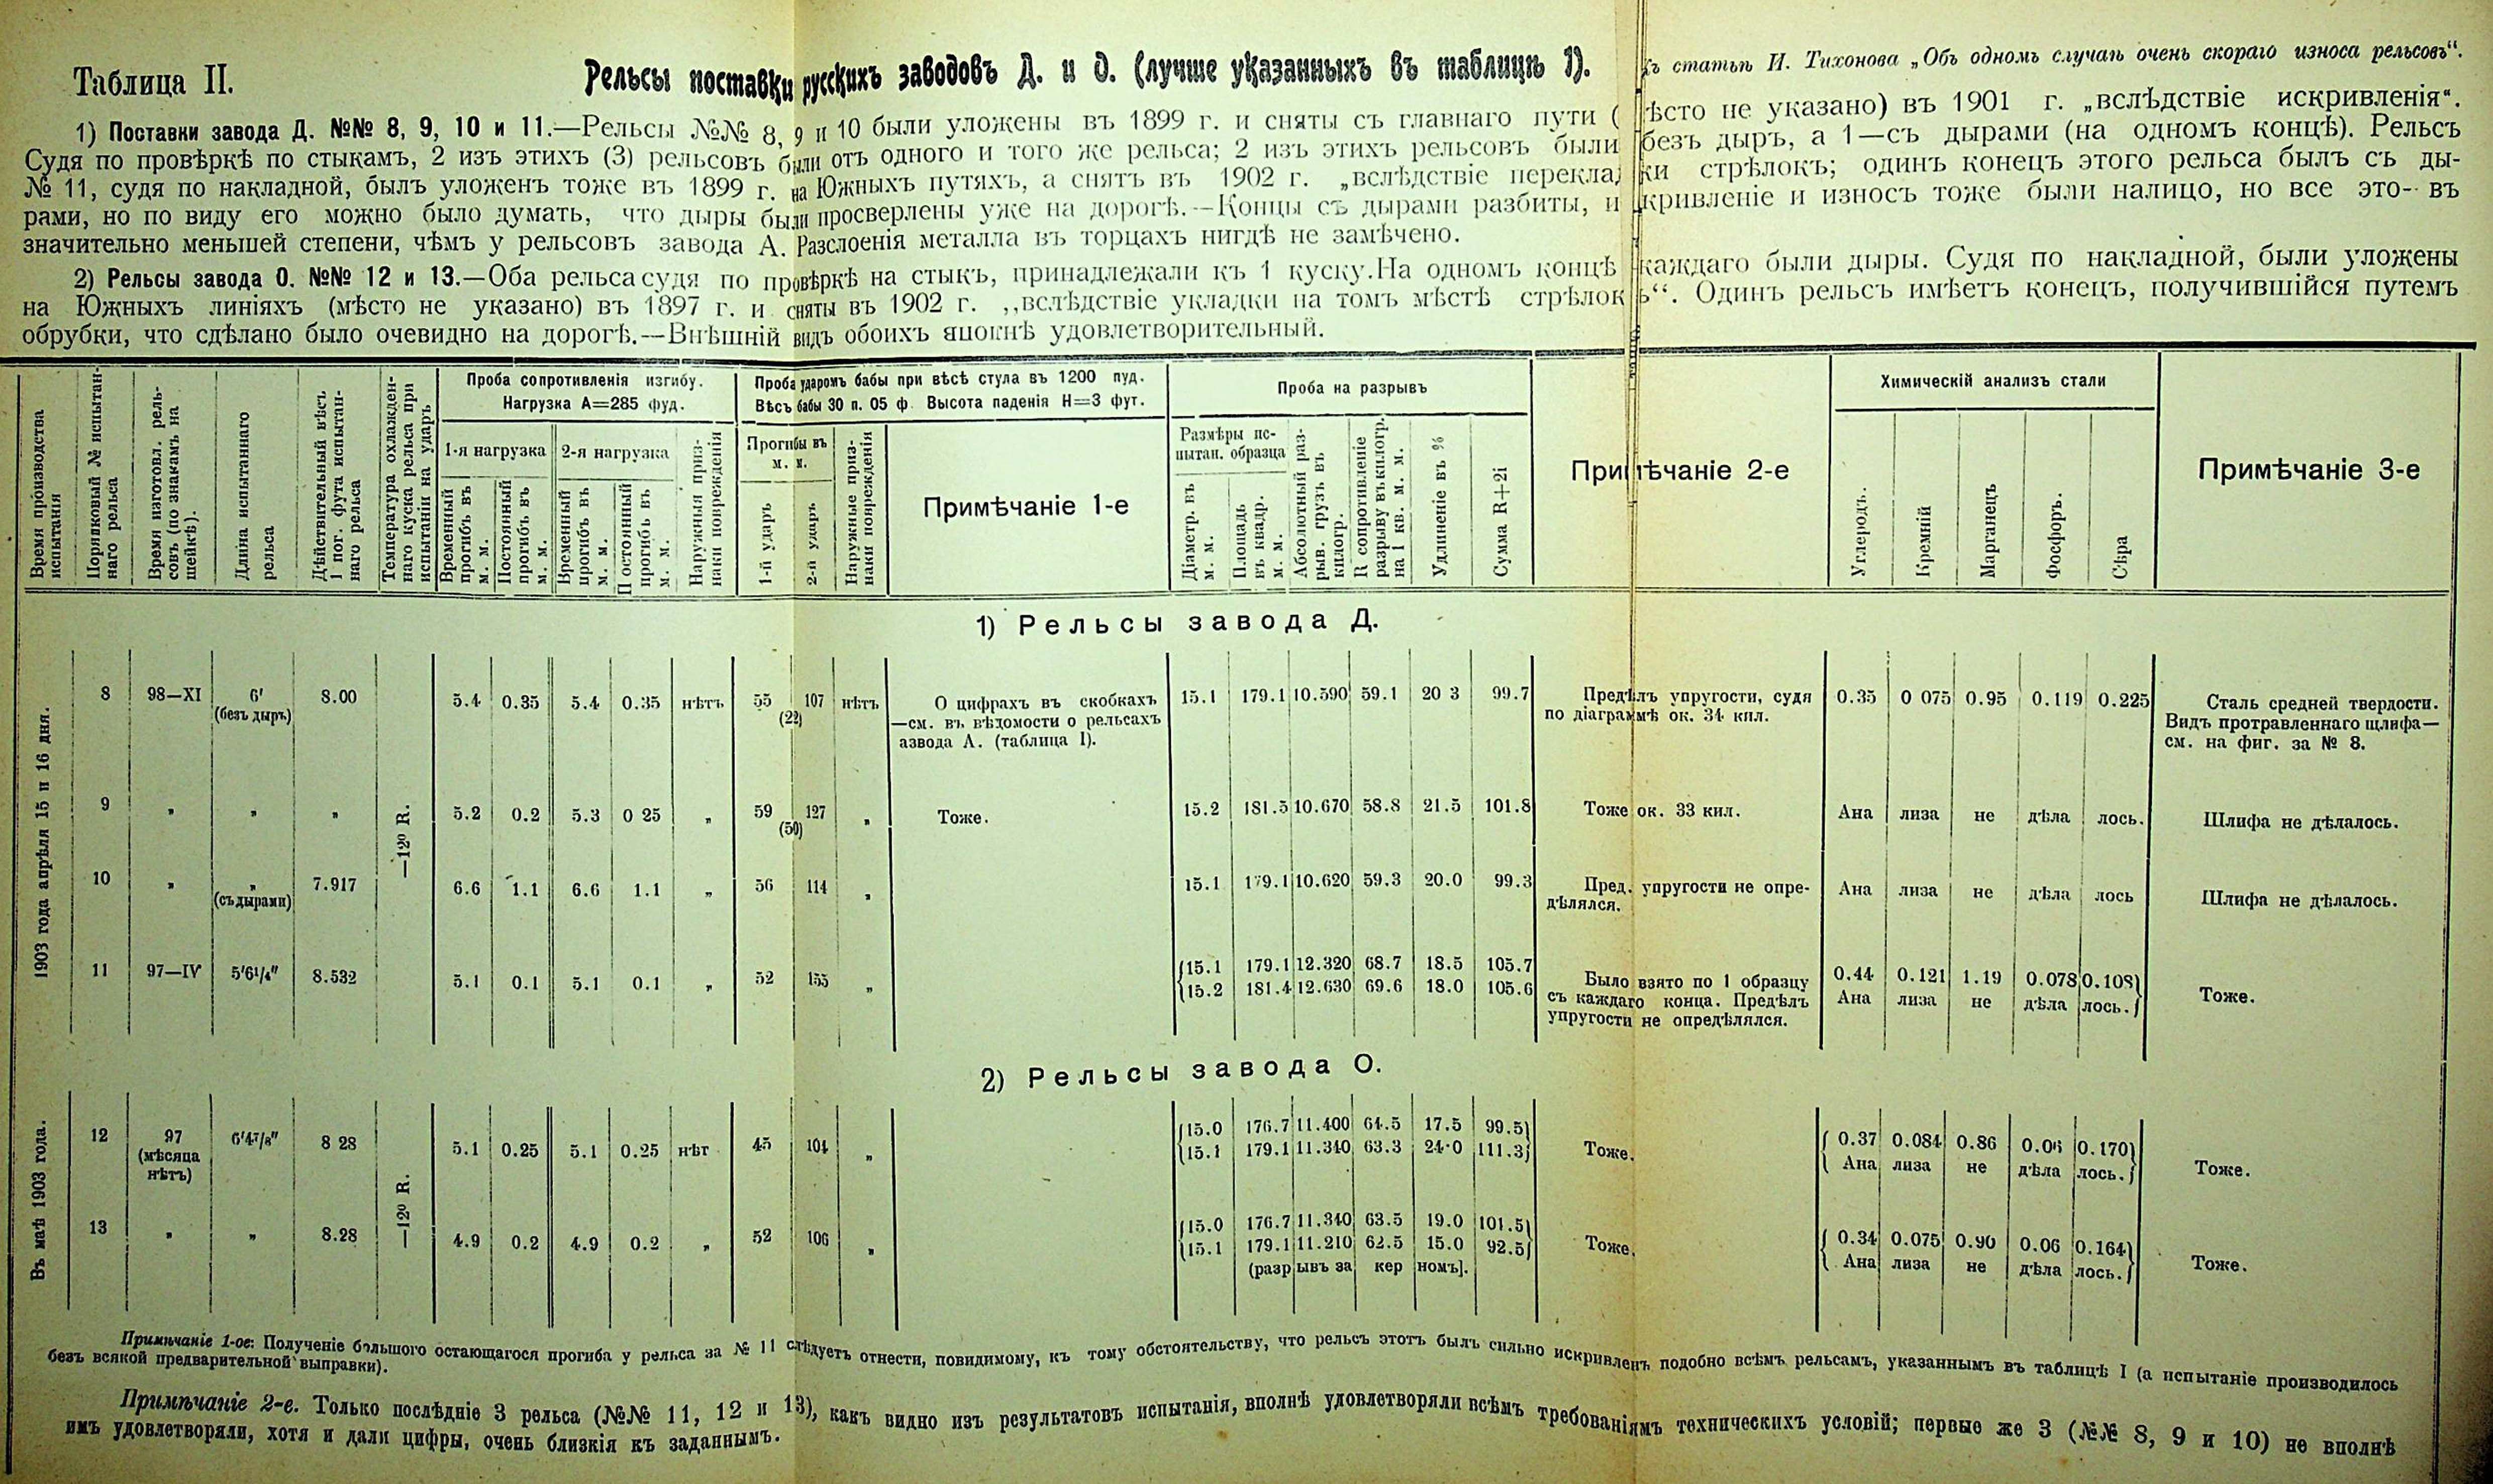 Таблица II.
Рельсы поставки русскихъ заводовъ Д. и О. (лучше указанныхъ въ таблицѣ I).
статьѣ И. Тихонова „Объ одномъ случаѣ очень скораго износа рельсовъ“.
1) Поставки завода Д. №№ 8, 9, 10 и 11.—Рельсы №№ 8, 9 и 10 были уложены въ 1899 г. и сняты съ главнаго пути ( ѣсто не указано) въ 1901 г. „вслѣдствіе искривленія“.
Судя по провѣркѣ по стыкамъ, 2 изъ этихъ (3) рельсовъ были отъ одного и того же рельса; 2 изъ этихъ рельсовъ были безъ дыръ, а 1—съ дырами (на одномъ концѣ). Рельсъ
№ 11, судя по накладной, былъ уложенъ тоже въ 1899 г. на Южныхъ путяхъ, а снятъ въ 1902 г. „вслѣдствіе переклад ки стрѣлокъ; одинъ конецъ этого рельса былъ съ ды-
рами, но по виду его можно было думать, что дыры были просверлены уже на дорогѣ.—Концы съ дырами разбиты, и кривленіе и износъ тоже были налицо, но все это- въ
значительно меньшей степени, чѣмъ у рельсовъ завода А. Разслоенія металла въ торцахъ нигдѣ не замѣчено.
2) Рельсы завода О. №№ 12 и 13.—Оба рельса судя по провѣркѣ на стыкъ, принадлежали къ 1 куску. На одномъ концѣ каждаго были дыры. Судя по накладной, были уложены
на Южныхъ линіяхъ (мѣсто не указано) въ 1897 г. и сняты въ 1902 г. ,,вслѣдствіе укладки на томъ мѣстѣ стрѣлок ъ“. Одинъ рельсъ имѣетъ конецъ, получившійся путемъ
обрубки, что сдѣлано было очевидно на дорогѣ.—Внѣшній видъ обоихъ вполнѣ удовлетворительный.
Время производства испытанія
Порядковый № испытан-
наго рельса
Время изготовл. рель-
совъ (по знакамъ на
шейкѣ).
Длина испытаннаго
рельса
Дѣйствительный вѣсъ
1 пог. фута испытан-
наго рельса
Температура охлажден-
наго куска рельса при
испытаніи на ударъ
Проба сопротивленія изгибу.
Нагрузка А=285 фуд.
1-я нагрузка
2-я нагрузка
Временный прогибъ въ м. м.
Постоянный прогибъ въ м. м.
Временный прогибъ въ м. м.
Постоянный прогибъ въ м. м.
Наружныя приз-
наки поврежденія
Проба ударомъ бабы при вѣсѣ стула въ 1200 пуд.
Вѣсъ бабы 30 п. 05 ф. Высота паденія Н=3 фут.
Прогибы въ
м. м.
1-й ударъ
2-й ударъ
Наружные приз-
наки поврежденія
Примѣчаніе 1-е
Проба на разрывъ
Размѣры ис-
пытан. образца
Діаметр. въ м. м.
Площадь въ квадр. м. м.
Абсолютный раз-
рыв. грузъ въ
килогр.
R сопротивленіе
разрыву въ килогр.
на 1 кв. м. м.
Удлиненіе въ %
Сумма R+2i
Примѣчаніе 2-е
Химическій анализъ стали
Углеродъ.
Кремній
Марганецъ
Фосфоръ.
Сѣра
Примѣчаніе 3-е
1) Рельсы завода Д.
1903 года апрѣля 15 и 16 дня.
—12° R.
8 98—XI 6' (безъ дыръ) 8.00 5.4 0.35 5.4 0.35 нѣтъ 55 107 (22) нѣтъ
О цифрахъ въ скобкахъ
—см. въ вѣдомости о рельсахъ
азвода А. (таблица I).
15.1 179.1 10.590 59.1 20 3 99.7
Предѣлъ упругости, судя
по діаграммѣ ок. 34 кил.
0.35 0 075 0.95 0.119 0.225
Сталь средней твердости.
Видъ протравленнаго щлифа—
см. на фиг. за № 8.
9 „ „ „ 5.2 0.2 5.3 0 25 „ 59 127 (50) „ Тоже. 15.2 181.5 10.670 58.8 21.5 101.8 Тоже ок. 33 кил. Ана лиза не дѣла лось. Шлифа не дѣлалось.
10 „ „ (съ дырами) 7.917 6.6 1.1 6.6 1.1 „ 56 114 „ 15.1 179.1 10.620 59.3 20.0 99.3
Пред. упругости не опре-
дѣлялся.
Ана лиза не дѣла лось Шлифа не дѣлалось.
11 97—IV 5'6¼" 8.532 5.1 0.1 5.1 0.1 „ 52 155 „
15.1 179.1 12.320 68.7 18.5 105.7
15.2 181.4 12.630 69.6 18.0 105.6
Было взято по 1 образцу
съ каждаго конца. Предѣлъ
упругости не опредѣлялся.
0.44 0.121 1.19 0.078 0.108
Ана лиза не дѣла лось.
Тоже.
2) Рельсы завода О.
Въ маѣ 1903 года.
—12° R.
12 97 (мѣсяца нѣтъ) 6'4⅞" 8 28 5.1 0.25 5.1 0.25 нѣт 45 104 „
15.0 176.7 11.400 64.5 17.5 99.5
15.1 179.1 11.340 63.3 24·0 111.3
Тоже.
0.37 0.084 0.86 0.06 0.170
Ана лиза не дѣла лось.
Тоже.
13 „ „ 8.28 4.9 0.2 4.9 0.2 „ 52 106 „
15.0 176.7 11.340 63.5 19.0 101.5
15.1 179.1 11.210 62.5 15.0 92.5
(разр ывъ за кер номъ].
Тоже.
0.34 0.075 0.90 0.06 0.164
Ана лиза не дѣла лось.
Тоже.
Примѣчаніе 1-ое: Полученіе большого остающагося прогиба у рельса за № 11 слѣдуетъ отнести, повидимому, къ тому обстоятельству, что рельсъ этотъ былъ сильно искривленъ подобно всѣмъ рельсамъ, указаннымъ въ таблицѣ I (а испытаніе производилось
безъ всякой предварительной выправки).
Примѣчаніе 2-е. Только послѣдніе 3 рельса (№№ 11, 12 и 13), какъ видно изъ результатовъ испытанія, вполнѣ удовлетворяли всѣмъ требованіямъ техническихъ условій; первые же 3 (№№ 8, 9 и 10) не вполнѣ
имъ удовлетворяли, хотя и дали цифры, очень близкія къ заданнымъ.